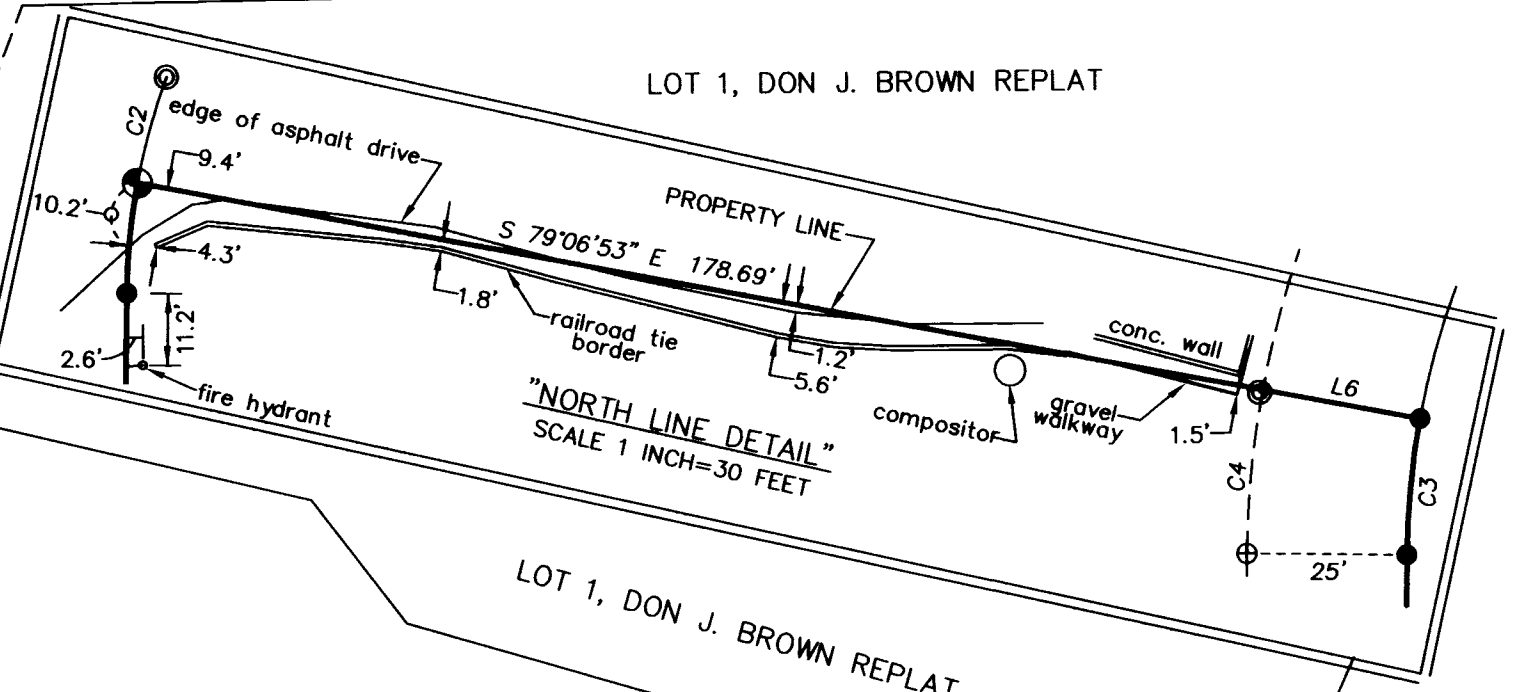 LOT 1, DON J. BROWN REPLAT
C2
edge of asphalt drive
9.4'
10.2'
4.3'
PROPERTY LINE
S 79°06'53" E 178.69'
1.8'
railroad tie
border
11.2'
2.6'
fire hydrant
1.2'
5.6'
conc. wall
compositor
gravel
walkway
1.5'
L6
C4
C3
25'
"NORTH LINE DETAIL"
SCALE 1 INCH=30 FEET
LOT 1, DON J. BROWN REPLAT